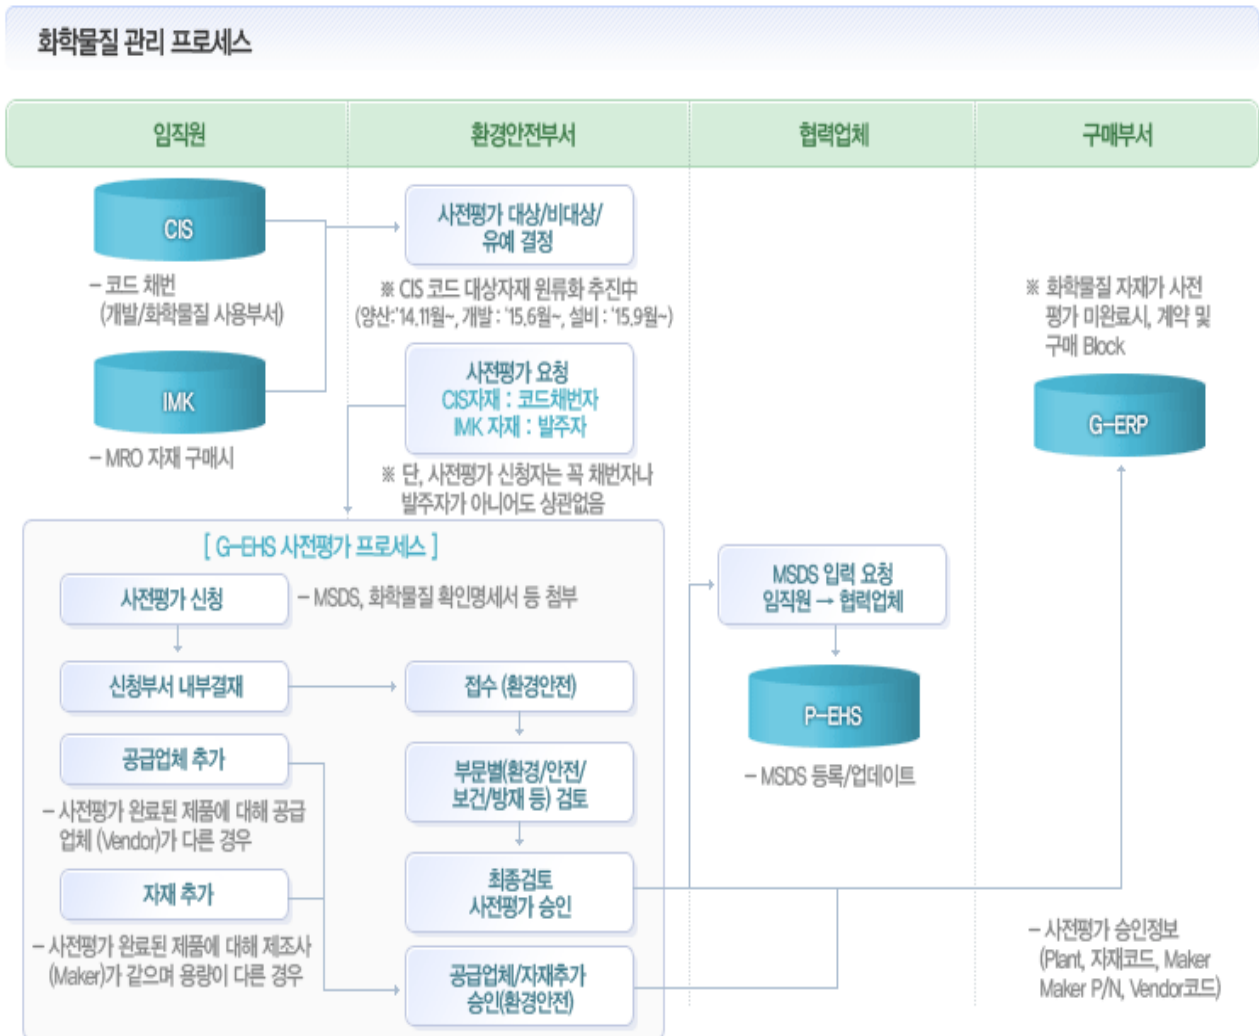 화학물질 관리 프로세스
임직원
환경안전부서
협력업체
구매부서
CIS
– 코드 채번
(개발/화학물질 사용부서)
IMK
– MRO 자재 구매시
사전평가 대상/비대상/
유예 결정
※ CIS 코드 대상자재 원류화 추진中
(양산:'14.11월~, 개발 : '15.6월~, 설비 : '15.9월~)
사전평가 요청
CIS자재 : 코드채번자
IMK 자재 : 발주자
※ 단, 사전평가 신청자는 꼭 채번자나
발주자가 아니어도 상관없음
※ 화학물질 자재가 사전
평가 미완료시, 계약 및
구매 Block
G-ERP
[ G-EHS 사전평가 프로세스 ]
사전평가 신청
– MSDS, 화학물질 확인명세서 등 첨부
신청부서 내부결재
접수 (환경안전)
공급업체 추가
– 사전평가 완료된 제품에 대해 공급
업체 (Vendor)가 다른 경우
부문별(환경/안전/
보건/방재 등) 검토
자재 추가
– 사전평가 완료된 제품에 대해 제조사
(Maker)가 같으며 용량이 다른 경우
최종검토
사전평가 승인
공급업체/자재추가
승인(환경안전)
MSDS 입력 요청
임직원 → 협력업체
P-EHS
– MSDS 등록/업데이트
– 사전평가 승인정보
(Plant, 자재코드, Maker
Maker P/N, Vendor코드)